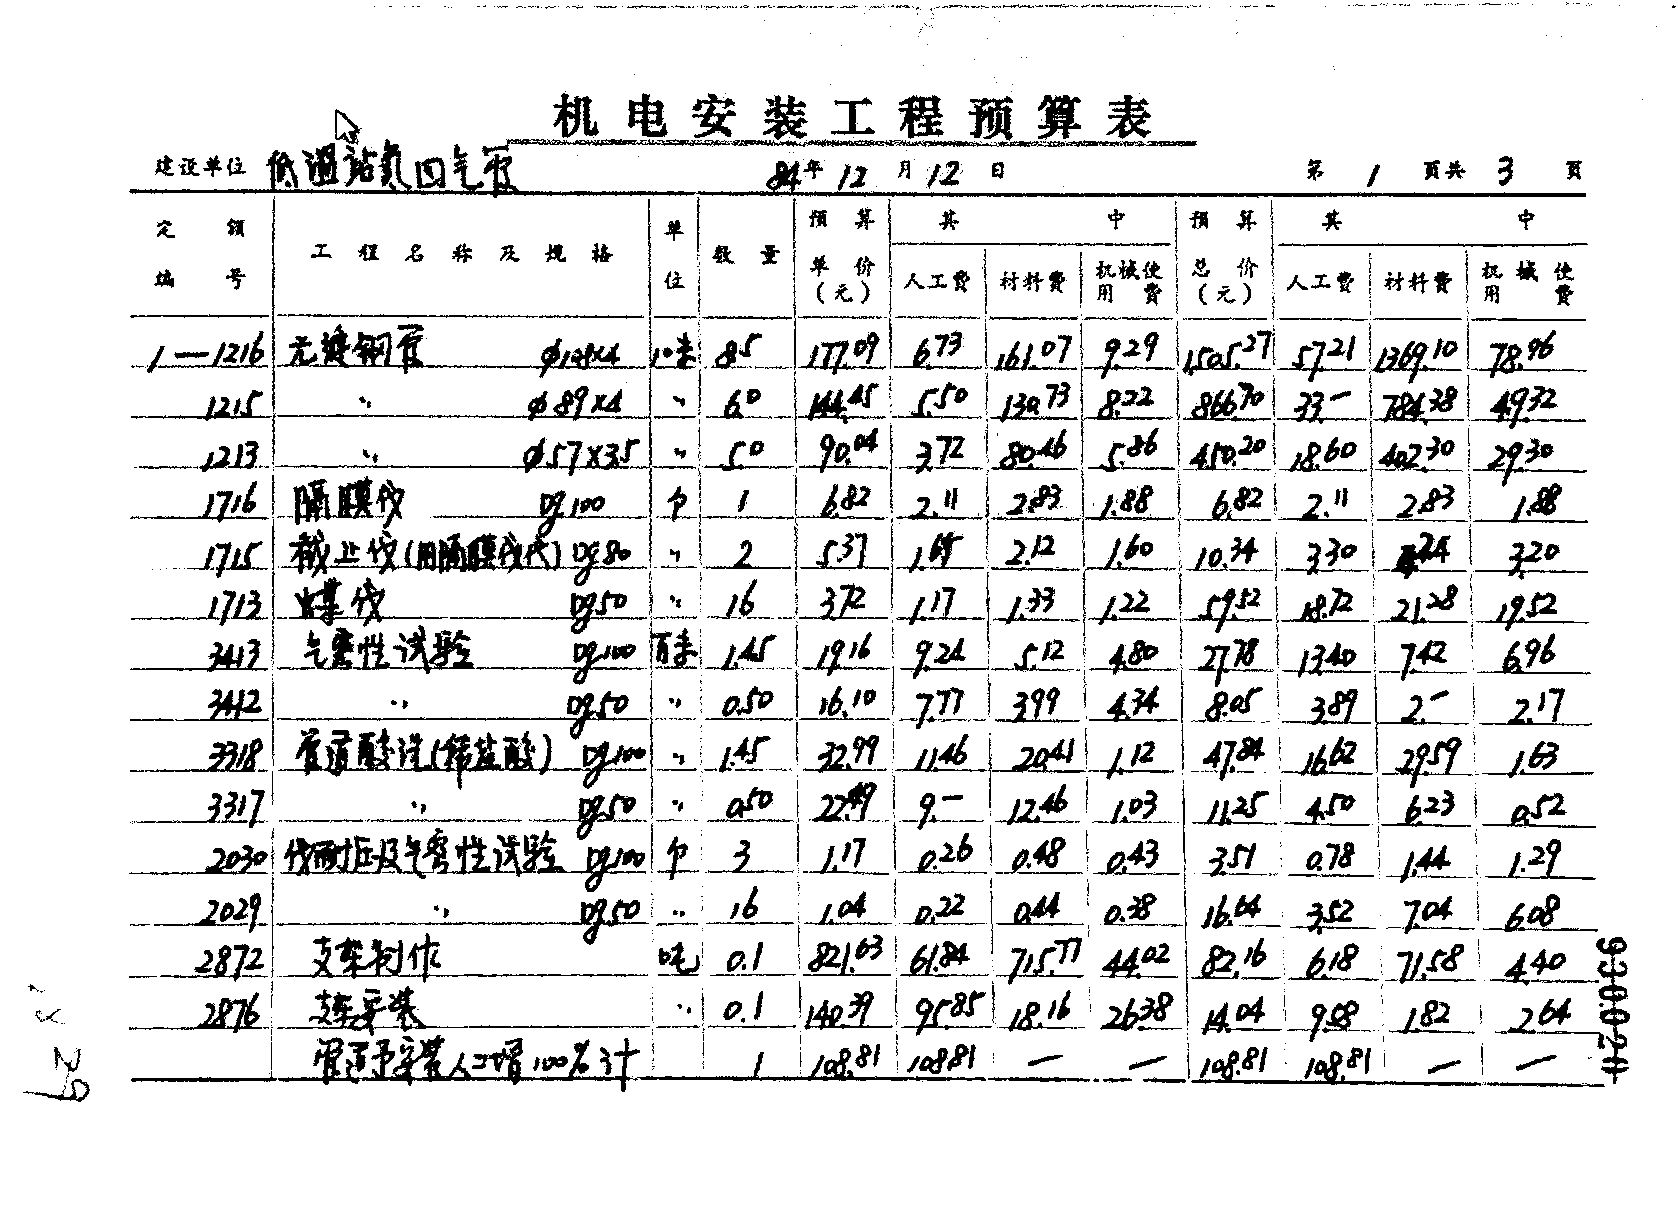 机电安装工程预算表
建设单位 低温站氮四气管 84年12月12日 第1页共3页
定额编号 工程名称及规格 单位 数量 预算单价(元) 其中 人工费 材料费 机械使用费 预算总价(元) 其中 人工费 材料费 机械使用费
1—1216 无缝钢管 φ108×4 10米 8.5 177.09 6.73 161.07 9.29 1505.27 57.21 1369.10 78.96
1215 〃 φ89×4 〃 6.0 144.45 5.50 130.73 8.22 866.70 33— 784.38 49.32
1213 〃 φ57×3.5 〃 5.0 90.04 3.72 80.46 5.86 450.20 18.60 402.30 29.30
1716 隔膜伐 Dg100 个 1 6.82 2.11 2.83 1.88 6.82 2.11 2.83 1.88
1715 截止伐(用隔膜伐代) Dg80 〃 2 5.37 1.65 2.12 1.60 10.34 3.30 4.24 3.20
1713 伐 Dg50 〃 16 3.72 1.17 1.33 1.22 59.52 18.72 21.28 19.52
3413 气密性试验 Dg100 百米 1.45 19.16 9.24 5.12 4.80 27.78 13.40 7.42 6.96
3412 〃 Dg50 〃 0.50 16.10 7.77 3.99 4.34 8.05 3.89 2.— 2.17
3318 管道酸洗(稀盐酸) Dg100 〃 1.45 32.99 11.46 20.41 1.12 47.84 16.62 29.59 1.63
3317 〃 Dg50 〃 0.50 22.49 9.— 12.46 1.03 11.25 4.50 6.23 0.52
2030 伐耐压及气密性试验 Dg100 个 3 1.17 0.26 0.48 0.43 3.51 0.78 1.44 1.29
2029 〃 Dg50 〃 16 1.04 0.22 0.44 0.38 16.64 3.52 7.04 6.08
2872 支架制作 吨 0.1 821.63 61.84 715.77 44.02 82.16 6.18 71.58 4.40
2876 支架安装 〃 0.1 140.39 95.85 18.16 26.38 14.04 9.58 1.82 2.64
管道予安装人工增100%计 1 108.81 108.81 — — 108.81 108.81 — —